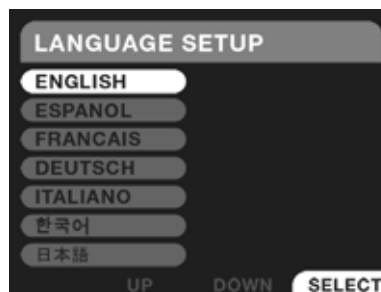 LANGUAGE SETUP
ENGLISH
ESPANOL
FRANCAIS
DEUTSCH
ITALIANO
한국어
日本語
UP DOWN SELECT